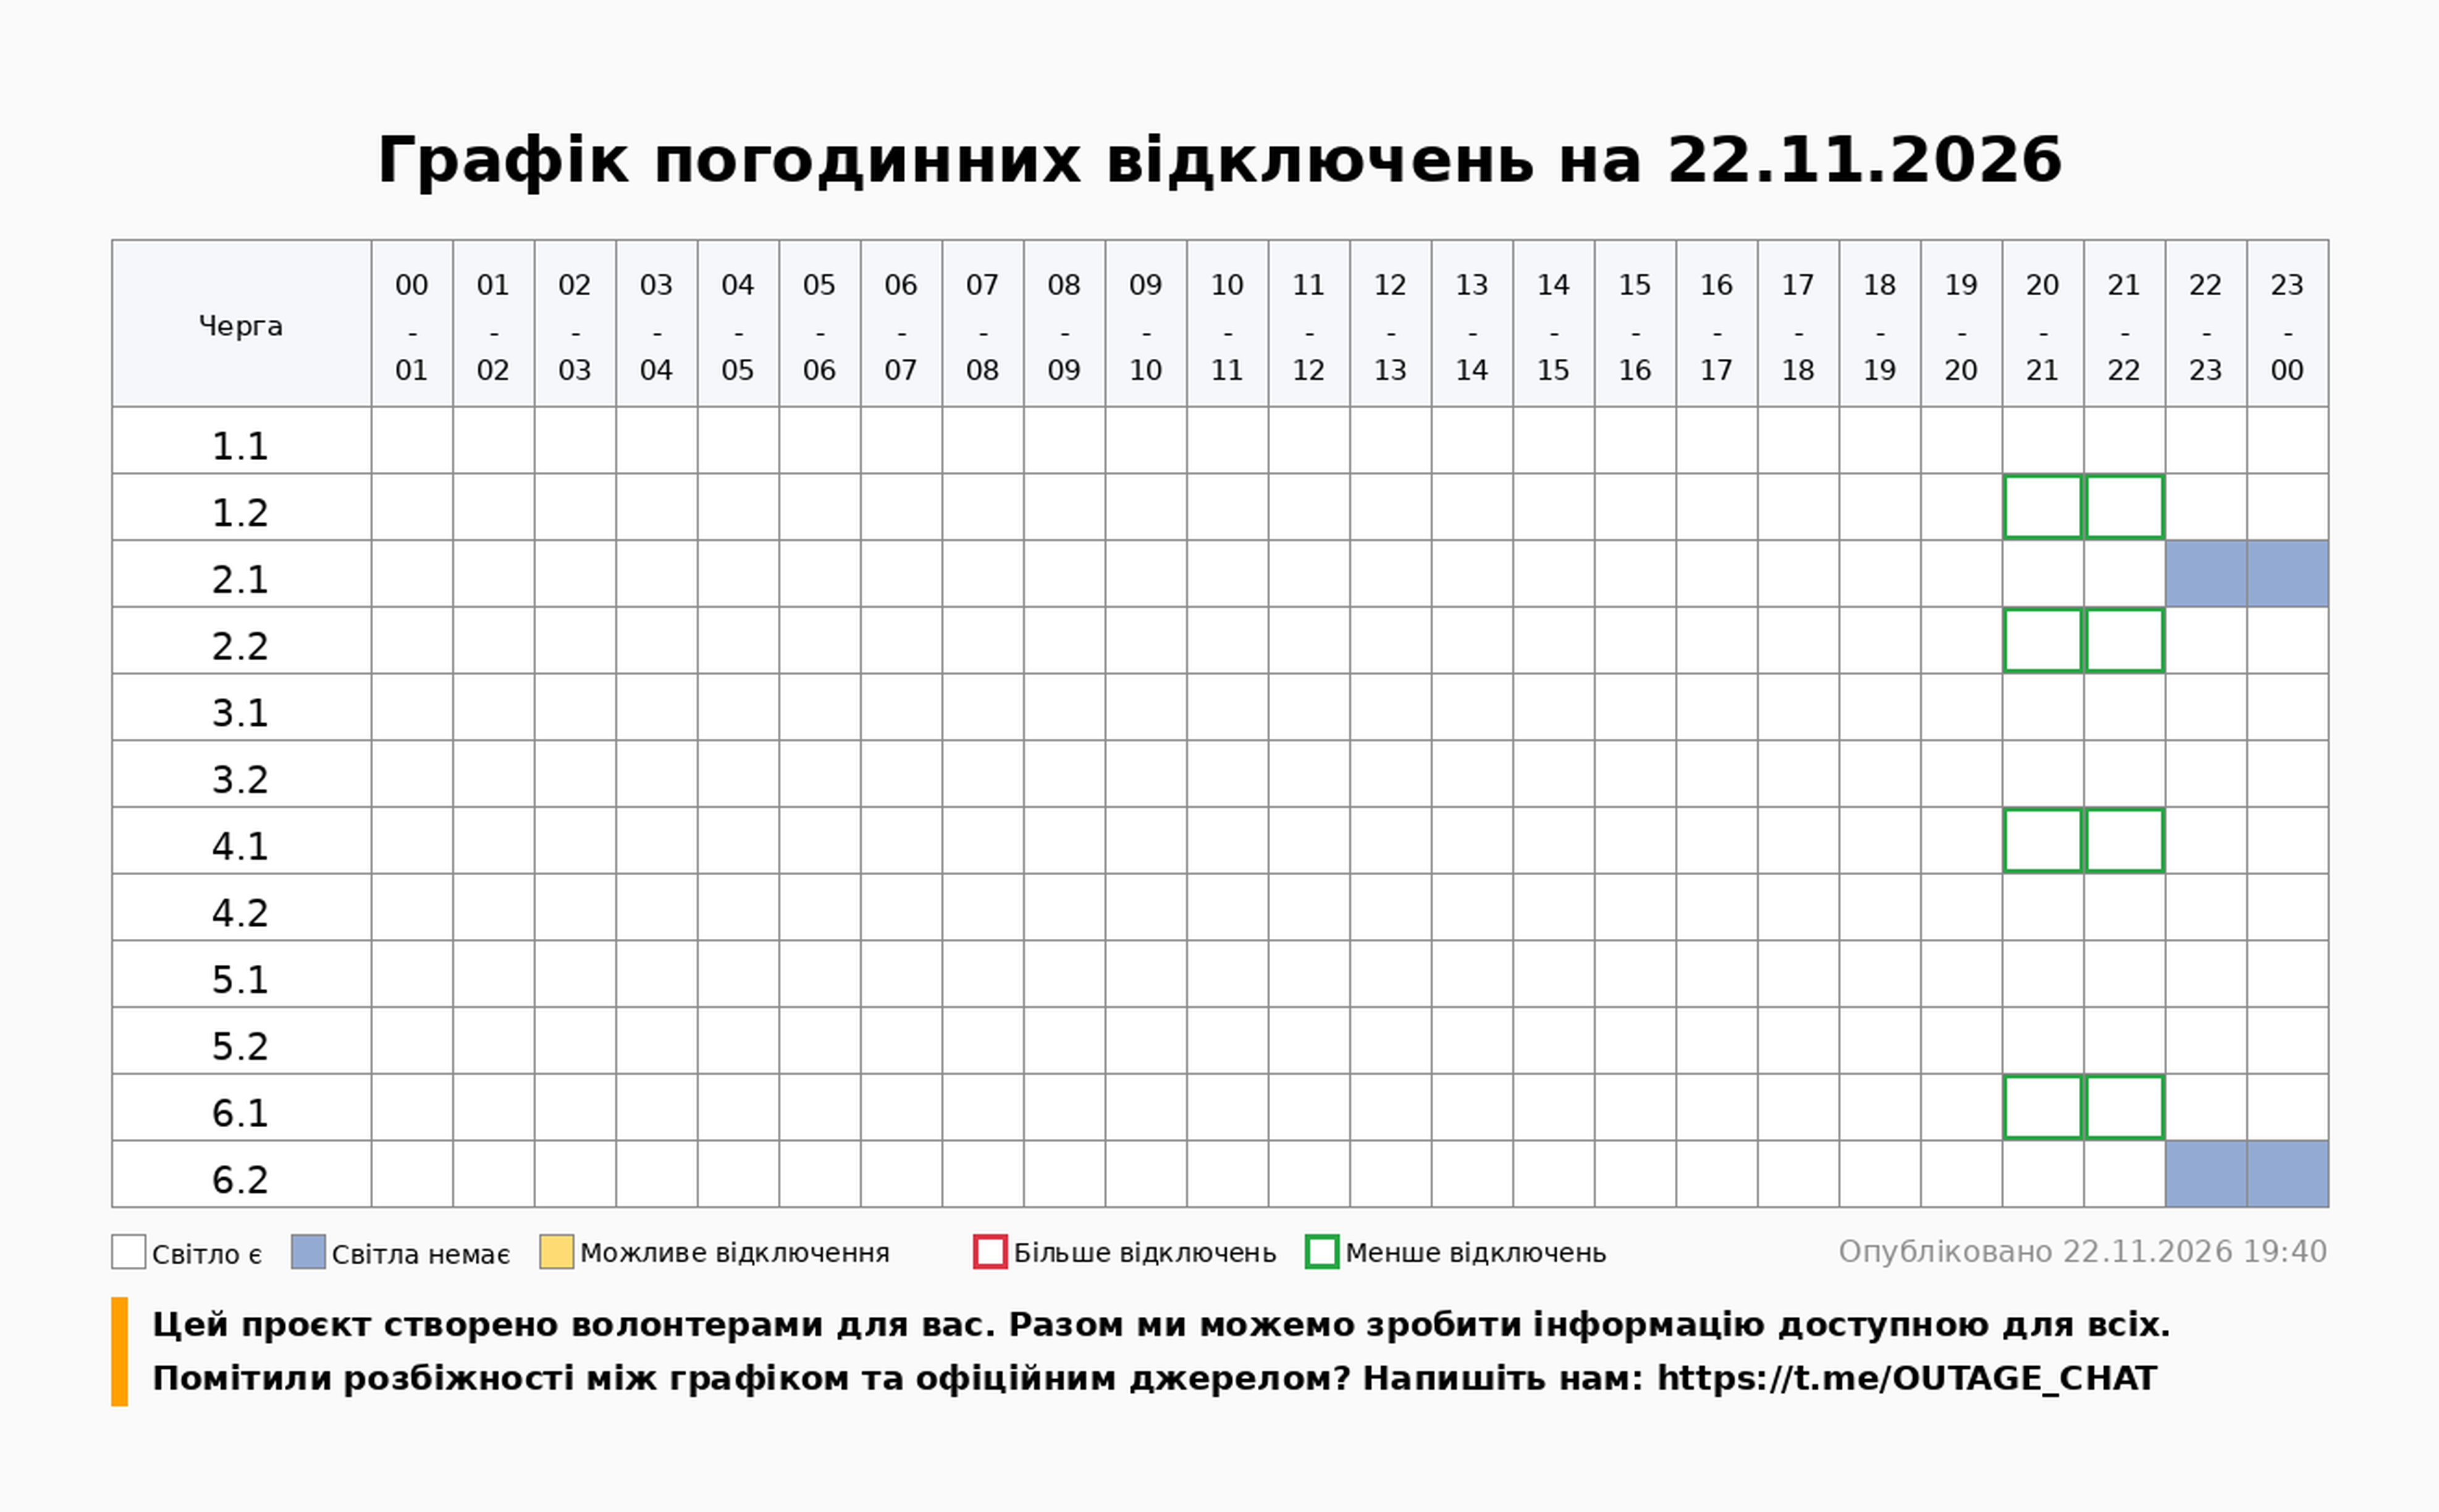 Графік погодинних відключень на 22.11.2026
Черга 00 - 01 01 - 02 02 - 03 03 - 04 04 - 05 05 - 06 06 - 07 07 - 08 08 - 09 09 - 10 10 - 11 11 - 12 12 - 13 13 - 14 14 - 15 15 - 16 16 - 17 17 - 18 18 - 19 19 - 20 20 - 21 21 - 22 22 - 23 23 - 00
1.1
1.2
2.1
2.2
3.1
3.2
4.1
4.2
5.1
5.2
6.1
6.2
Світло є Світла немає Можливе відключення Більше відключень Менше відключень Опубліковано 22.11.2026 19:40
Цей проєкт створено волонтерами для вас. Разом ми можемо зробити інформацію доступною для всіх.
Помітили розбіжності між графіком та офіційним джерелом? Напишіть нам: https://t.me/OUTAGE_CHAT